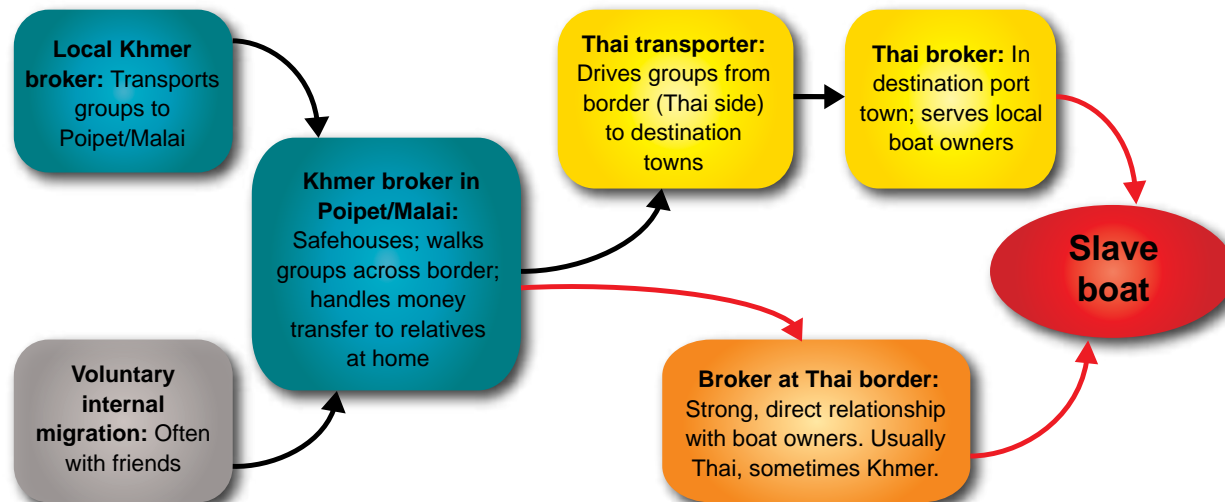 Local Khmer
broker: Transports
groups to
Poipet/Malai
Voluntary
internal
migration: Often
with friends
Khmer broker in
Poipet/Malai:
Safehouses; walks
groups across border;
handles money
transfer to relatives
at home
Thai transporter:
Drives groups from
border (Thai side)
to destination
towns
Thai broker: In
destination port
town; serves local
boat owners
Broker at Thai border:
Strong, direct relationship
with boat owners. Usually
Thai, sometimes Khmer.
Slave
boat